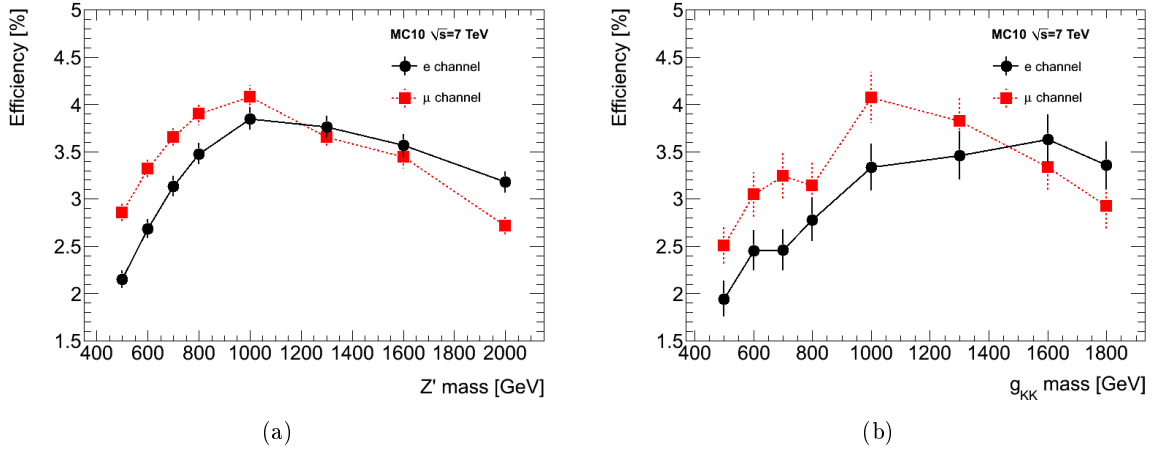 Efficiency [%]
MC10 √s=7 TeV
e channel
μ channel
5
4.5
4
3.5
3
2.5
2
1.5
400 600 800 1000 1200 1400 1600 1800 2000
Z' mass [GeV]
(a)
Efficiency [%]
MC10 √s=7 TeV
e channel
μ channel
5
4.5
4
3.5
3
2.5
2
1.5
400 600 800 1000 1200 1400 1600 1800
g_KK mass [GeV]
(b)